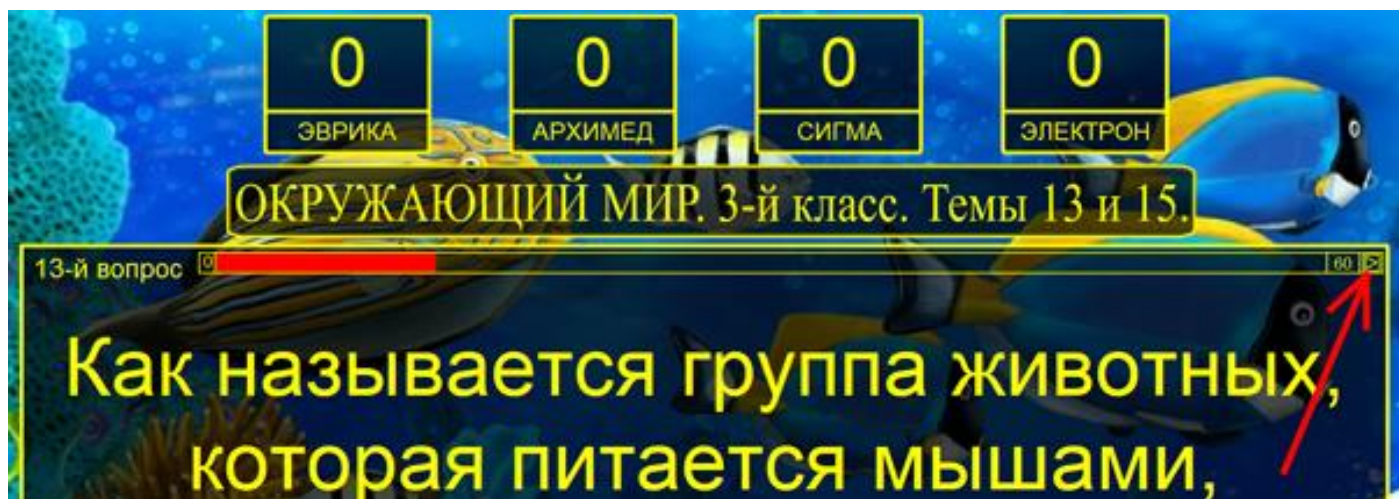 0 0 0 0
ЭВРИКА АРХИМЕД СИГМА ЭЛЕКТРОН
ОКРУЖАЮЩИЙ МИР. 3-й класс. Темы 13 и 15.
13-й вопрос 0 60 >
Как называется группа животных,
которая питается мышами,